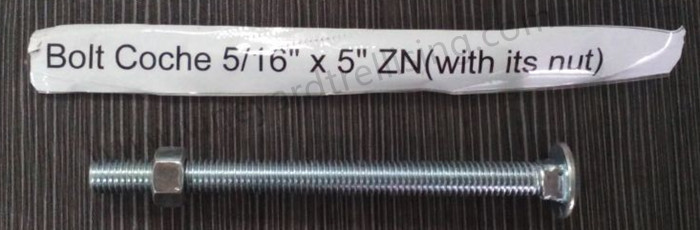 Bolt Coche 5/16" x 5" ZN(with its nut)